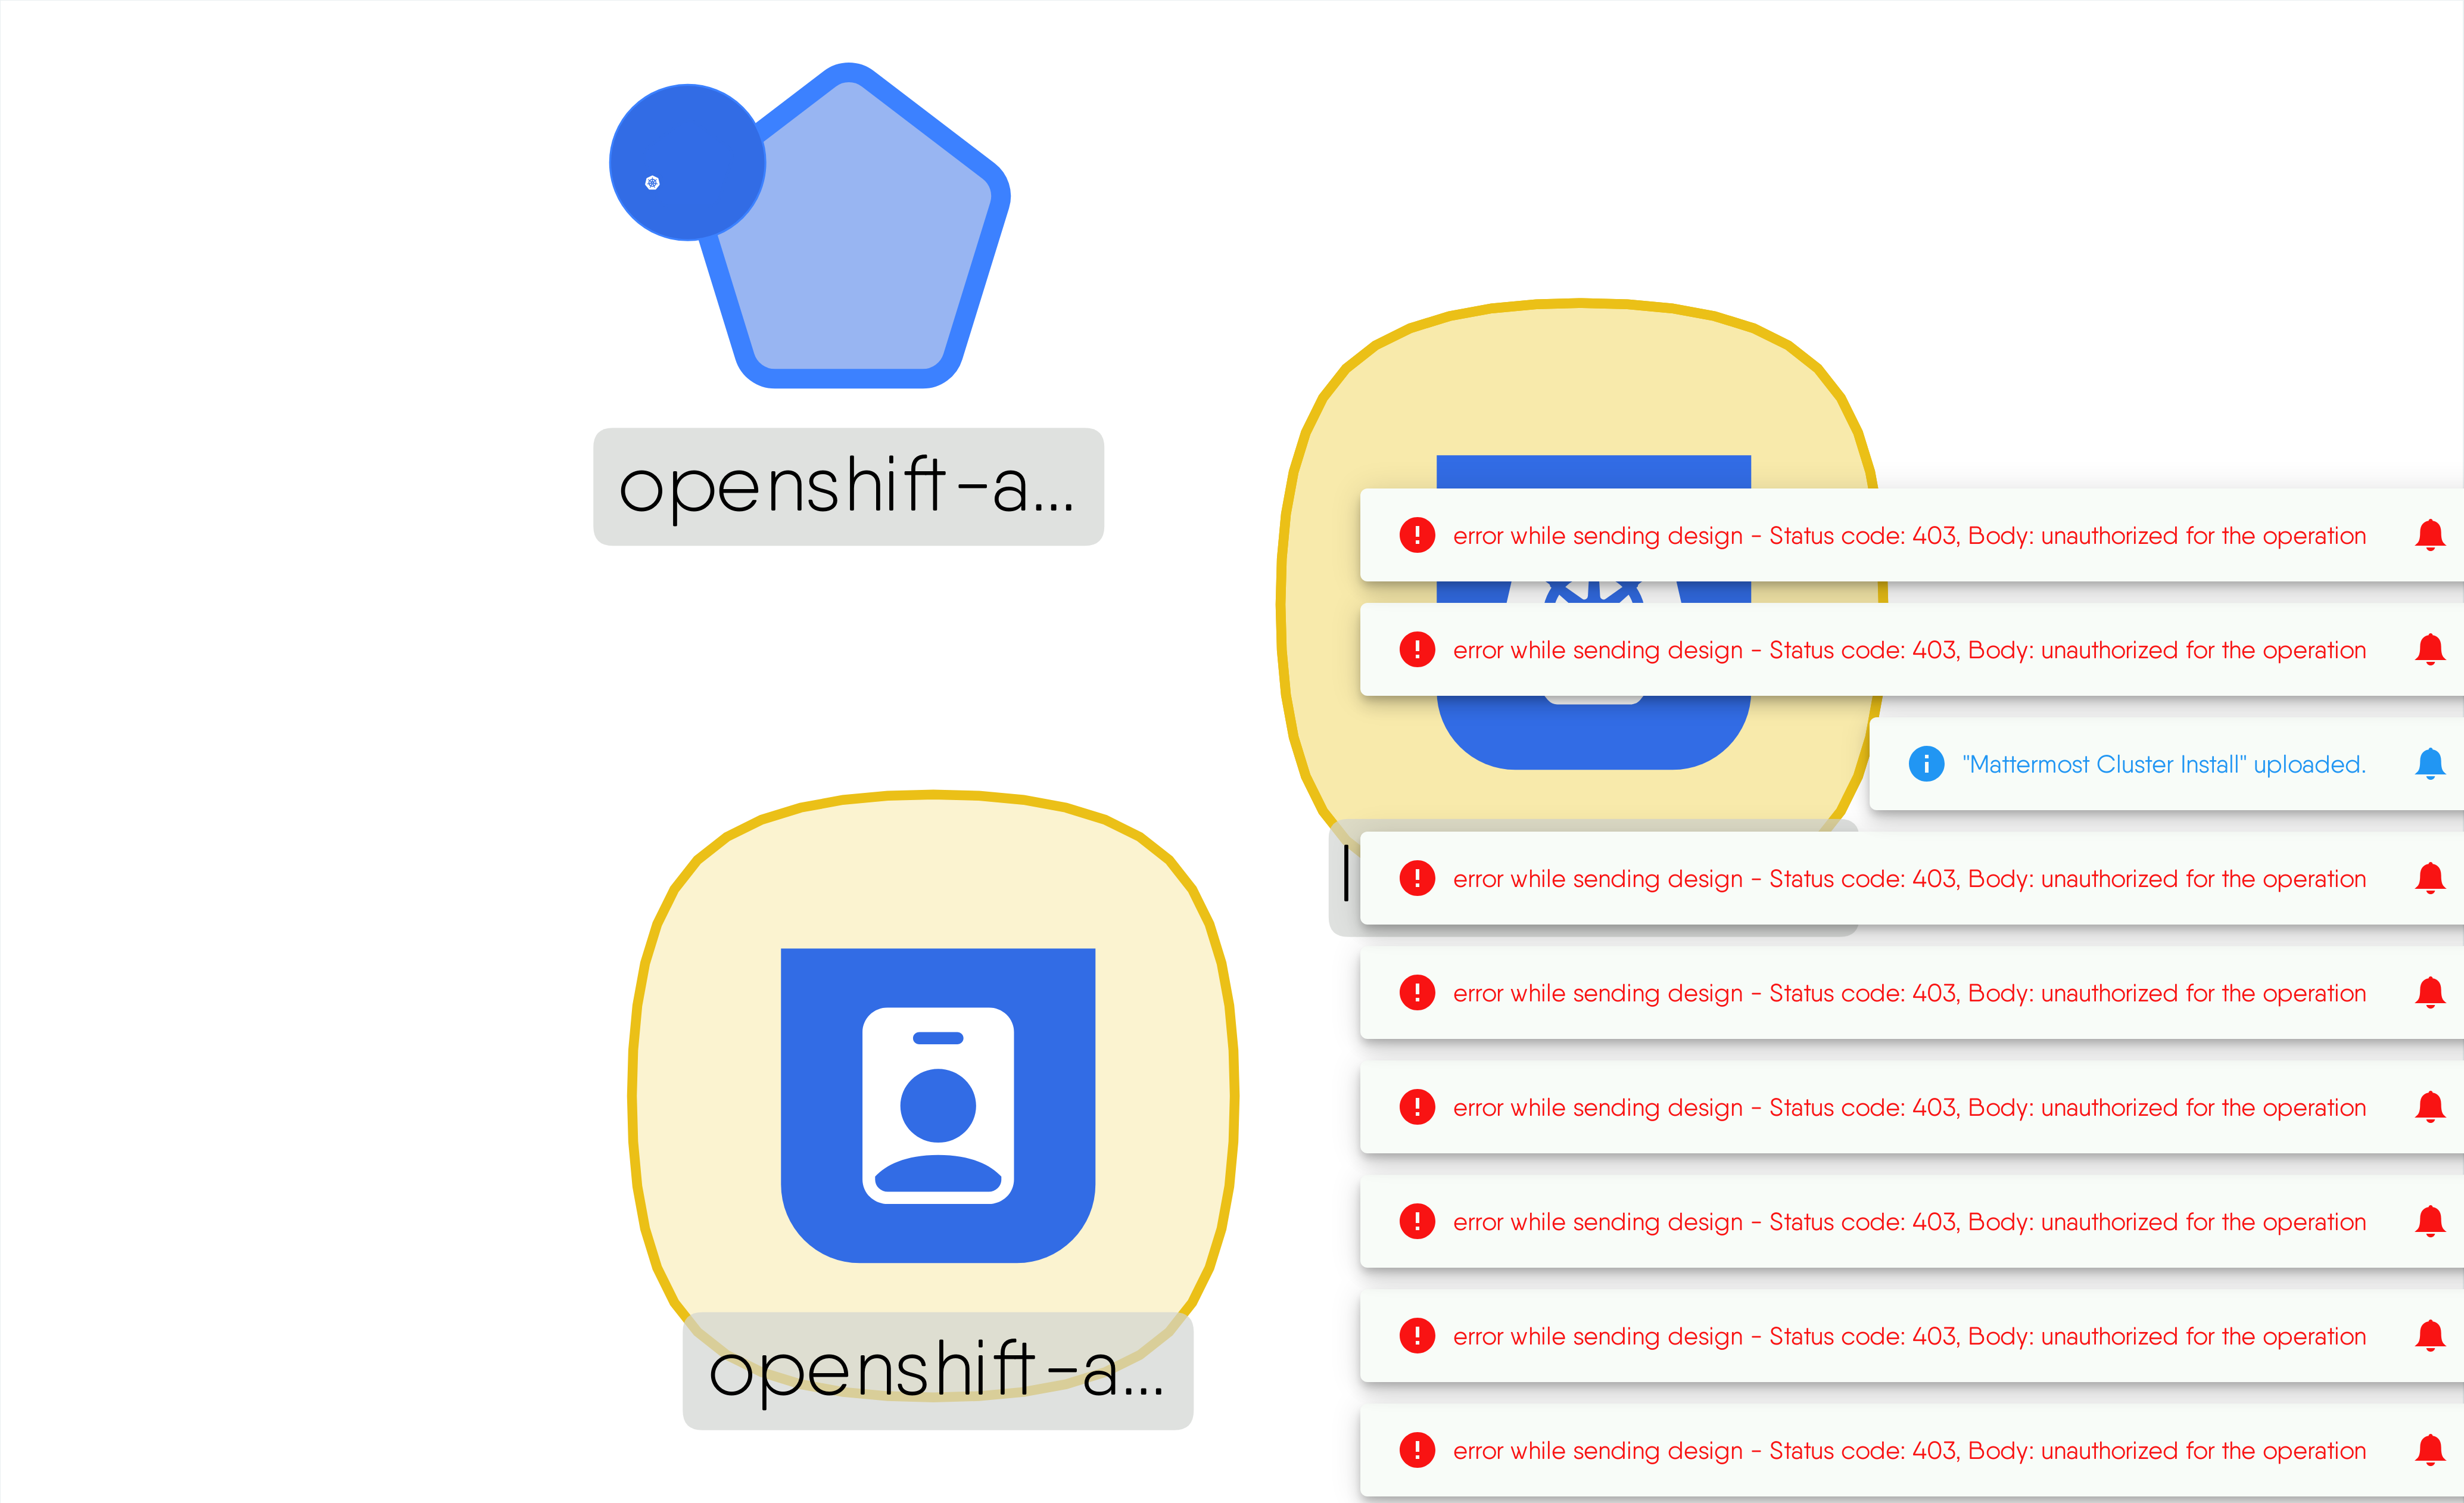 openshift-a...
error while sending design - Status code: 403, Body: unauthorized for the operation
error while sending design - Status code: 403, Body: unauthorized for the operation
"Mattermost Cluster Install" uploaded.
error while sending design - Status code: 403, Body: unauthorized for the operation
error while sending design - Status code: 403, Body: unauthorized for the operation
error while sending design - Status code: 403, Body: unauthorized for the operation
error while sending design - Status code: 403, Body: unauthorized for the operation
error while sending design - Status code: 403, Body: unauthorized for the operation
openshift-a...
error while sending design - Status code: 403, Body: unauthorized for the operation